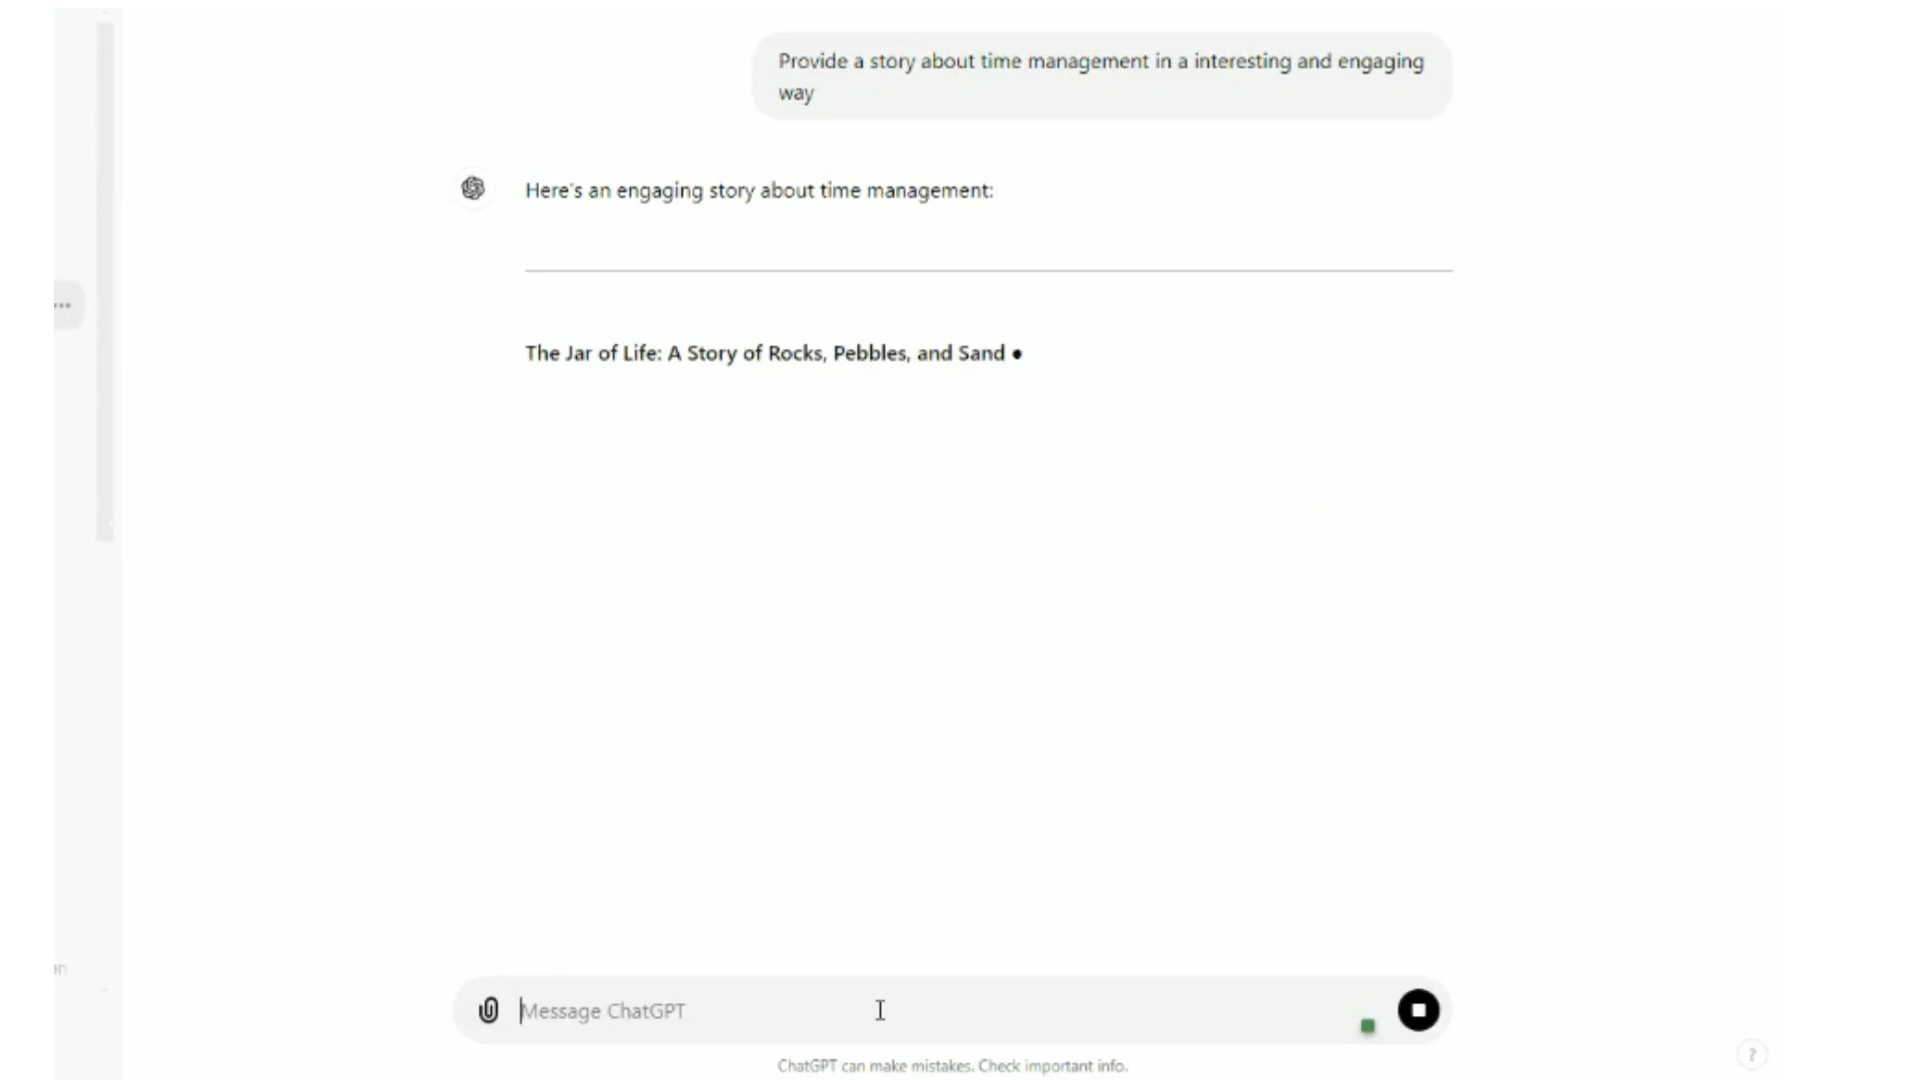 Provide a story about time management in a interesting and engaging
way
Here's an engaging story about time management:
The Jar of Life: A Story of Rocks, Pebbles, and Sand
on
Message ChatGPT
ChatGPT can make mistakes. Check important info.
?